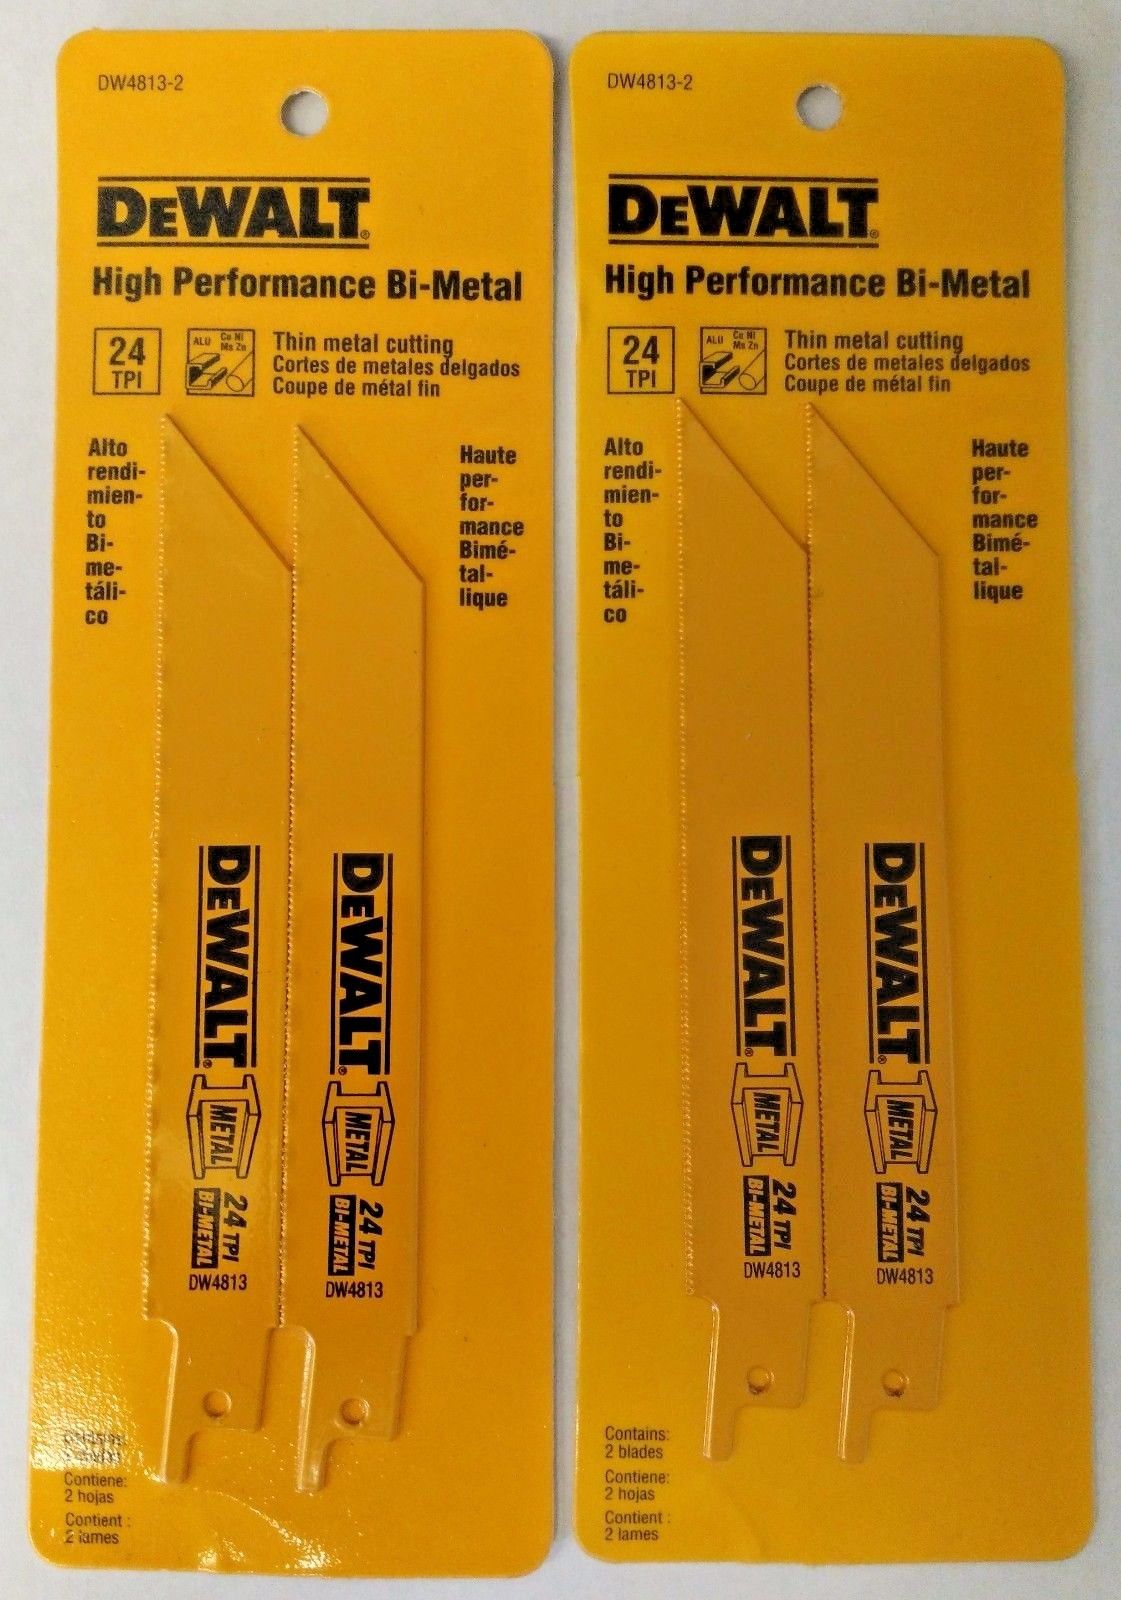 DW4813-2
DEWALT®
High Performance Bi-Metal
24
TPI
ALU
Cu Ni
Ms Zn
Thin metal cutting
Cortes de metales delgados
Coupe de métal fin
Alto
rendi-
mien-
to
Bi-
me-
táli-
co
Haute
per-
for-
mance
Bimé-
tal-
lique
DEWALT®
METAL
24 TPI
BI-METAL
DW4813
DEWALT®
METAL
24 TPI
BI-METAL
DW4813
Contiene:
2 hojas
Contient :
2 lames
DW4813-2
DEWALT®
High Performance Bi-Metal
24
TPI
ALU
Cu Ni
Ms Zn
Thin metal cutting
Cortes de metales delgados
Coupe de métal fin
Alto
rendi-
mien-
to
Bi-
me-
táli-
co
Haute
per-
for-
mance
Bimé-
tal-
lique
DEWALT®
METAL
24 TPI
BI-METAL
DW4813
DEWALT®
METAL
24 TPI
BI-METAL
DW4813
Contains:
2 blades
Contiene:
2 hojas
Contient :
2 lames